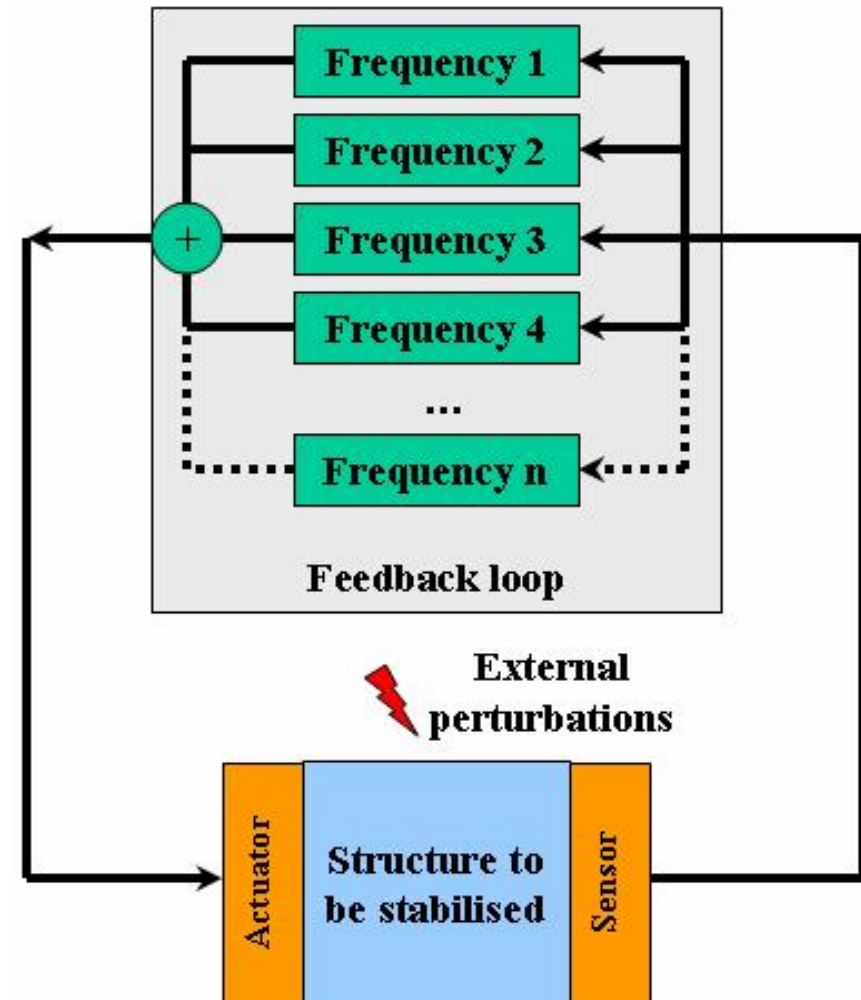 Frequency 1
Frequency 2
+
Frequency 3
Frequency 4
...
Frequency n
Feedback loop
External
perturbations
Actuator
Structure to
be stabilised
Sensor